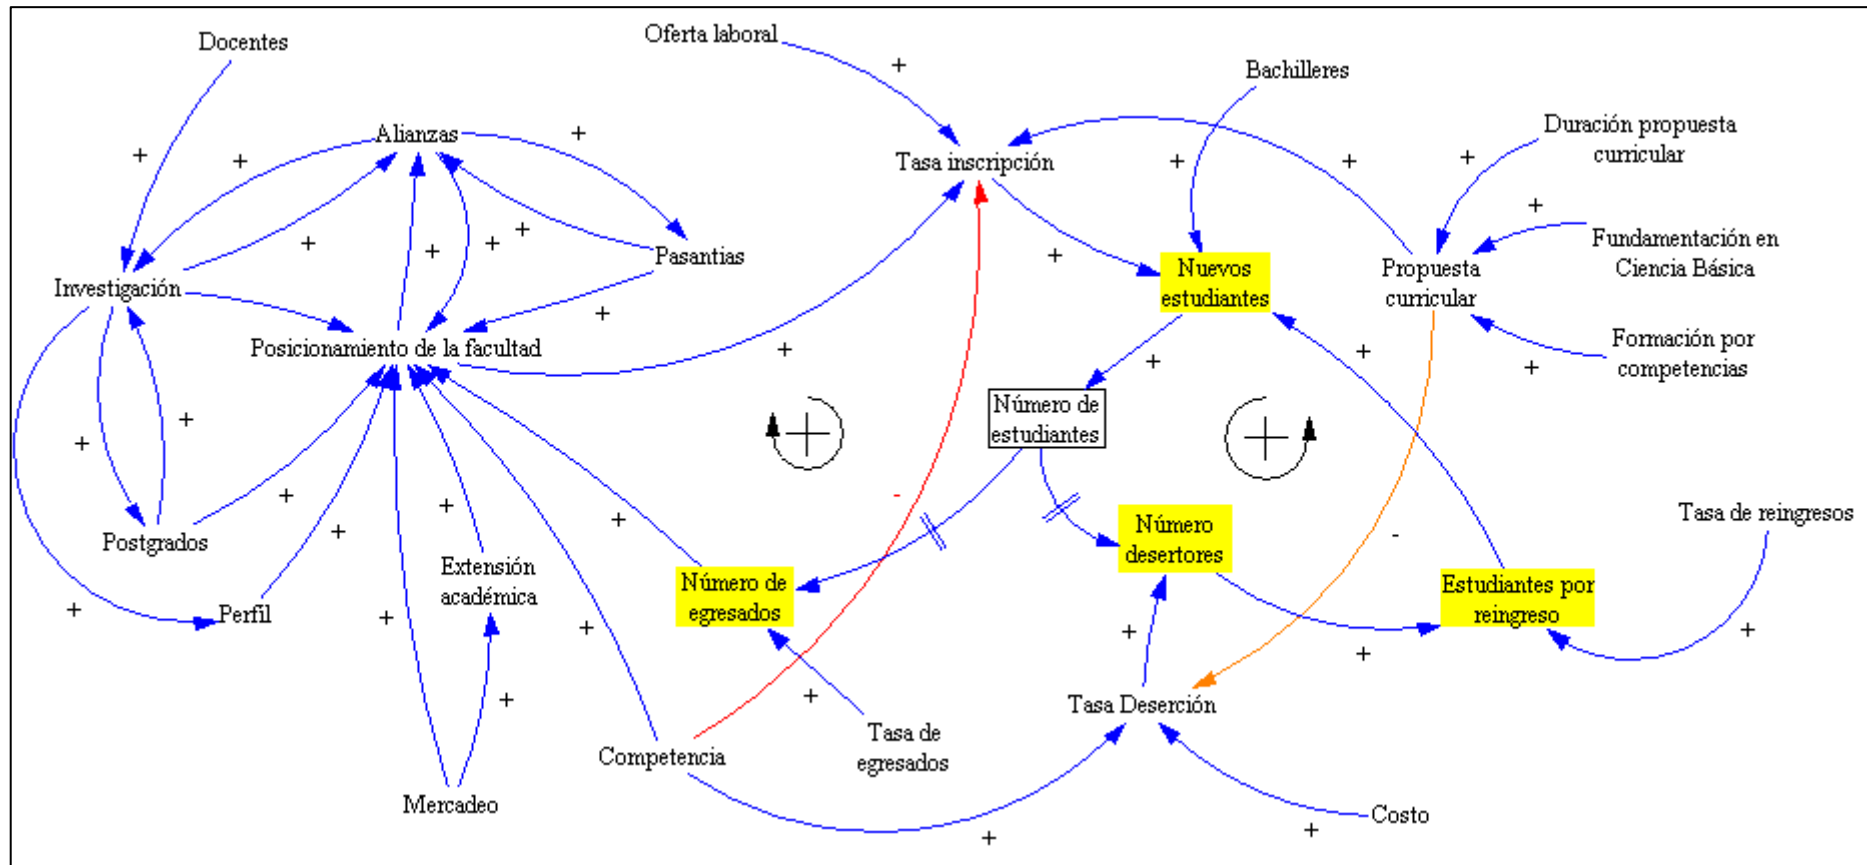 Docentes
Oferta laboral
Bachilleres
Alianzas
Tasa inscripción
Duración propuesta
curricular
Pasantias
Nuevos
estudiantes
Propuesta
curricular
Fundamentación en
Ciencia Básica
Investigación
Posicionamiento de la facultad
Formación por
competencias
Número de
estudiantes
Postgrados
Extensión
académica
Número de
egresados
Número
desertores
Tasa de reingresos
Estudiantes por
reingreso
Perfil
Tasa Deserción
Competencia
Tasa de
egresados
Mercadeo
Costo